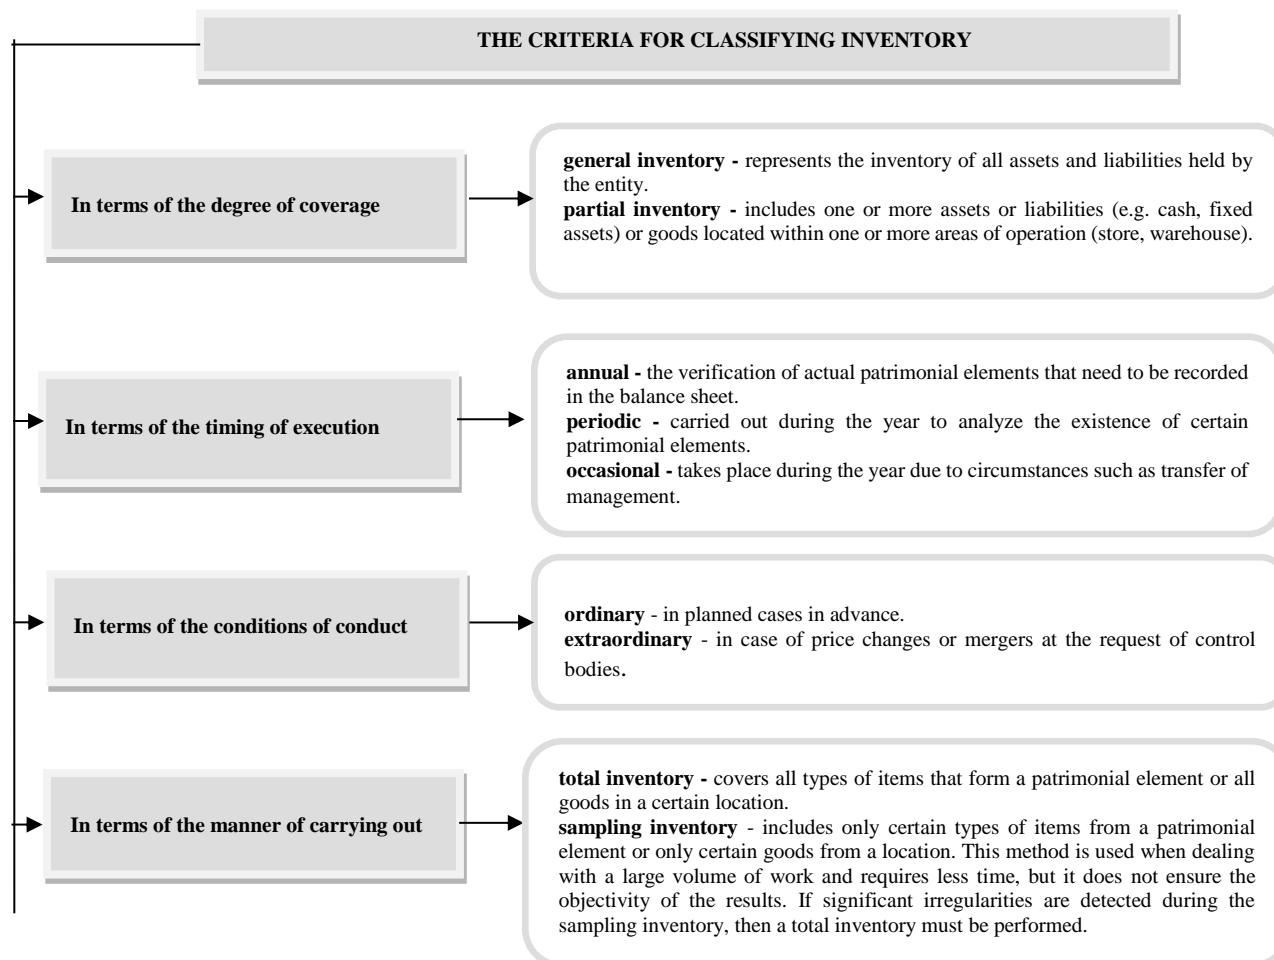 THE CRITERIA FOR CLASSIFYING INVENTORY
In terms of the degree of coverage
general inventory - represents the inventory of all assets and liabilities held by
the entity.
partial inventory - includes one or more assets or liabilities (e.g. cash, fixed
assets) or goods located within one or more areas of operation (store, warehouse).
In terms of the timing of execution
annual - the verification of actual patrimonial elements that need to be recorded
in the balance sheet.
periodic - carried out during the year to analyze the existence of certain
patrimonial elements.
occasional - takes place during the year due to circumstances such as transfer of
management.
In terms of the conditions of conduct
ordinary - in planned cases in advance.
extraordinary - in case of price changes or mergers at the request of control
bodies.
In terms of the manner of carrying out
total inventory - covers all types of items that form a patrimonial element or all
goods in a certain location.
sampling inventory - includes only certain types of items from a patrimonial
element or only certain goods from a location. This method is used when dealing
with a large volume of work and requires less time, but it does not ensure the
objectivity of the results. If significant irregularities are detected during the
sampling inventory, then a total inventory must be performed.